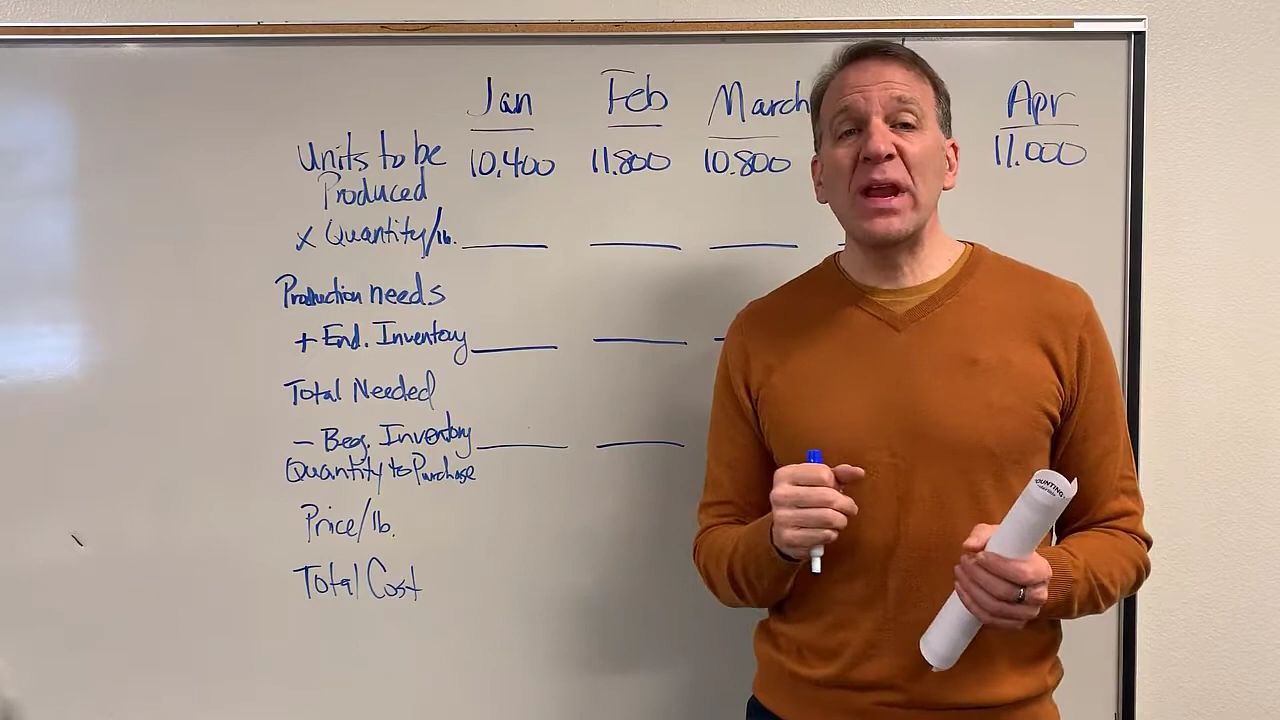 Jan Feb March Apr
Units to be 10,400 11,800 10,800 11,000
Produced
x Quantity/lb.
Production needs
+ End. Inventory
Total Needed
- Beg. Inventory
Quantity to Purchase
Price/lb.
Total Cost
OUNTING